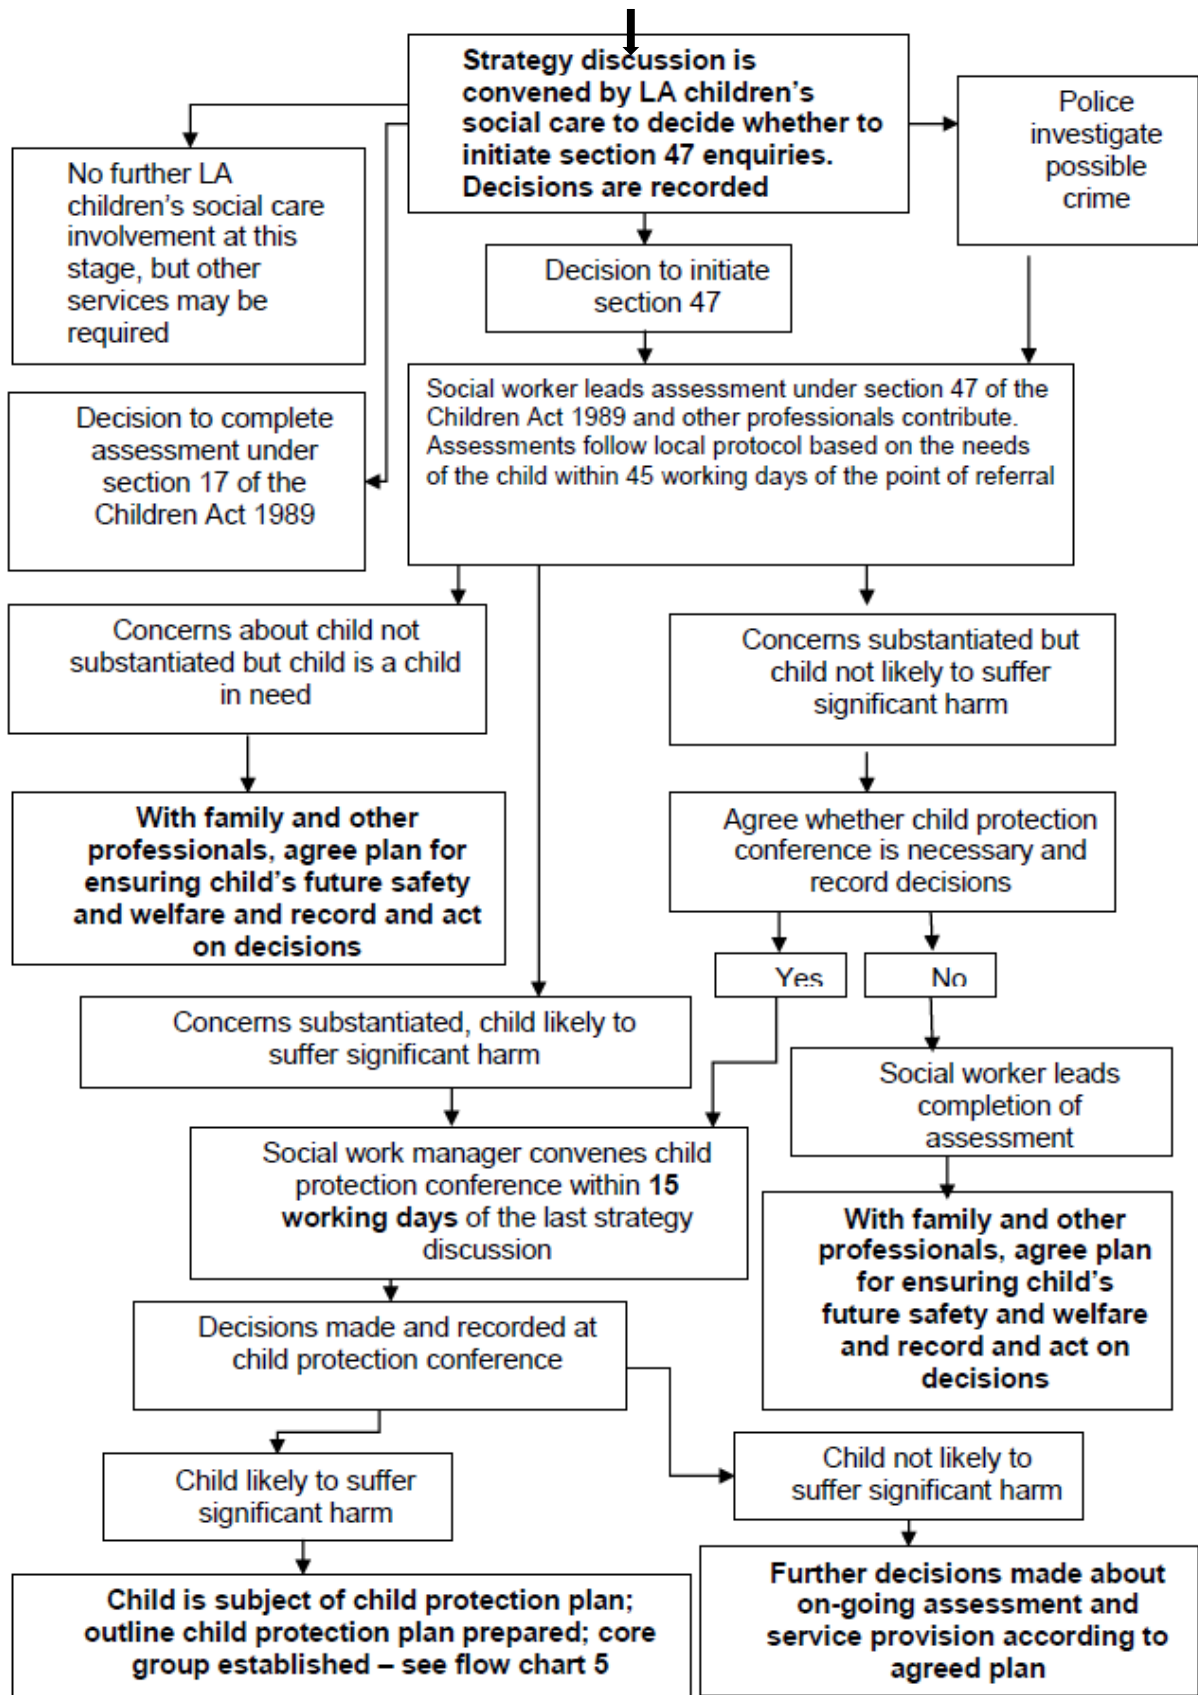 Strategy discussion is
convened by LA children's
social care to decide whether to
initiate section 47 enquiries.
Decisions are recorded
Police
investigate
possible
crime
No further LA
children's social care
involvement at this
stage, but other
services may be
required
Decision to initiate
section 47
Social worker leads assessment under section 47 of the
Children Act 1989 and other professionals contribute.
Assessments follow local protocol based on the needs
of the child within 45 working days of the point of referral
Decision to complete
assessment under
section 17 of the
Children Act 1989
Concerns about child not
substantiated but child is a child
in need
Concerns substantiated but
child not likely to suffer
significant harm
With family and other
professionals, agree plan for
ensuring child's future safety
and welfare and record and act
on decisions
Agree whether child protection
conference is necessary and
record decisions
Yes
No
Concerns substantiated, child likely to
suffer significant harm
Social worker leads
completion of
assessment
Social work manager convenes child
protection conference within 15
working days of the last strategy
discussion
With family and other
professionals, agree plan
for ensuring child's
future safety and welfare
and record and act on
decisions
Decisions made and recorded at
child protection conference
Child likely to suffer
significant harm
Child not likely to
suffer significant harm
Child is subject of child protection plan;
outline child protection plan prepared; core
group established – see flow chart 5
Further decisions made about
on-going assessment and
service provision according to
agreed plan